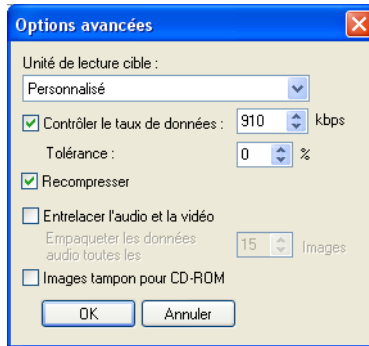 Options avancées
Unité de lecture cible :
Personnalisé
Contrôler le taux de données : 910 kbps
Tolérance : 0 %
Recompresser
Entrelacer l'audio et la vidéo
Empaqueter les données
audio toutes les 15 Images
Images tampon pour CD-ROM
OK Annuler